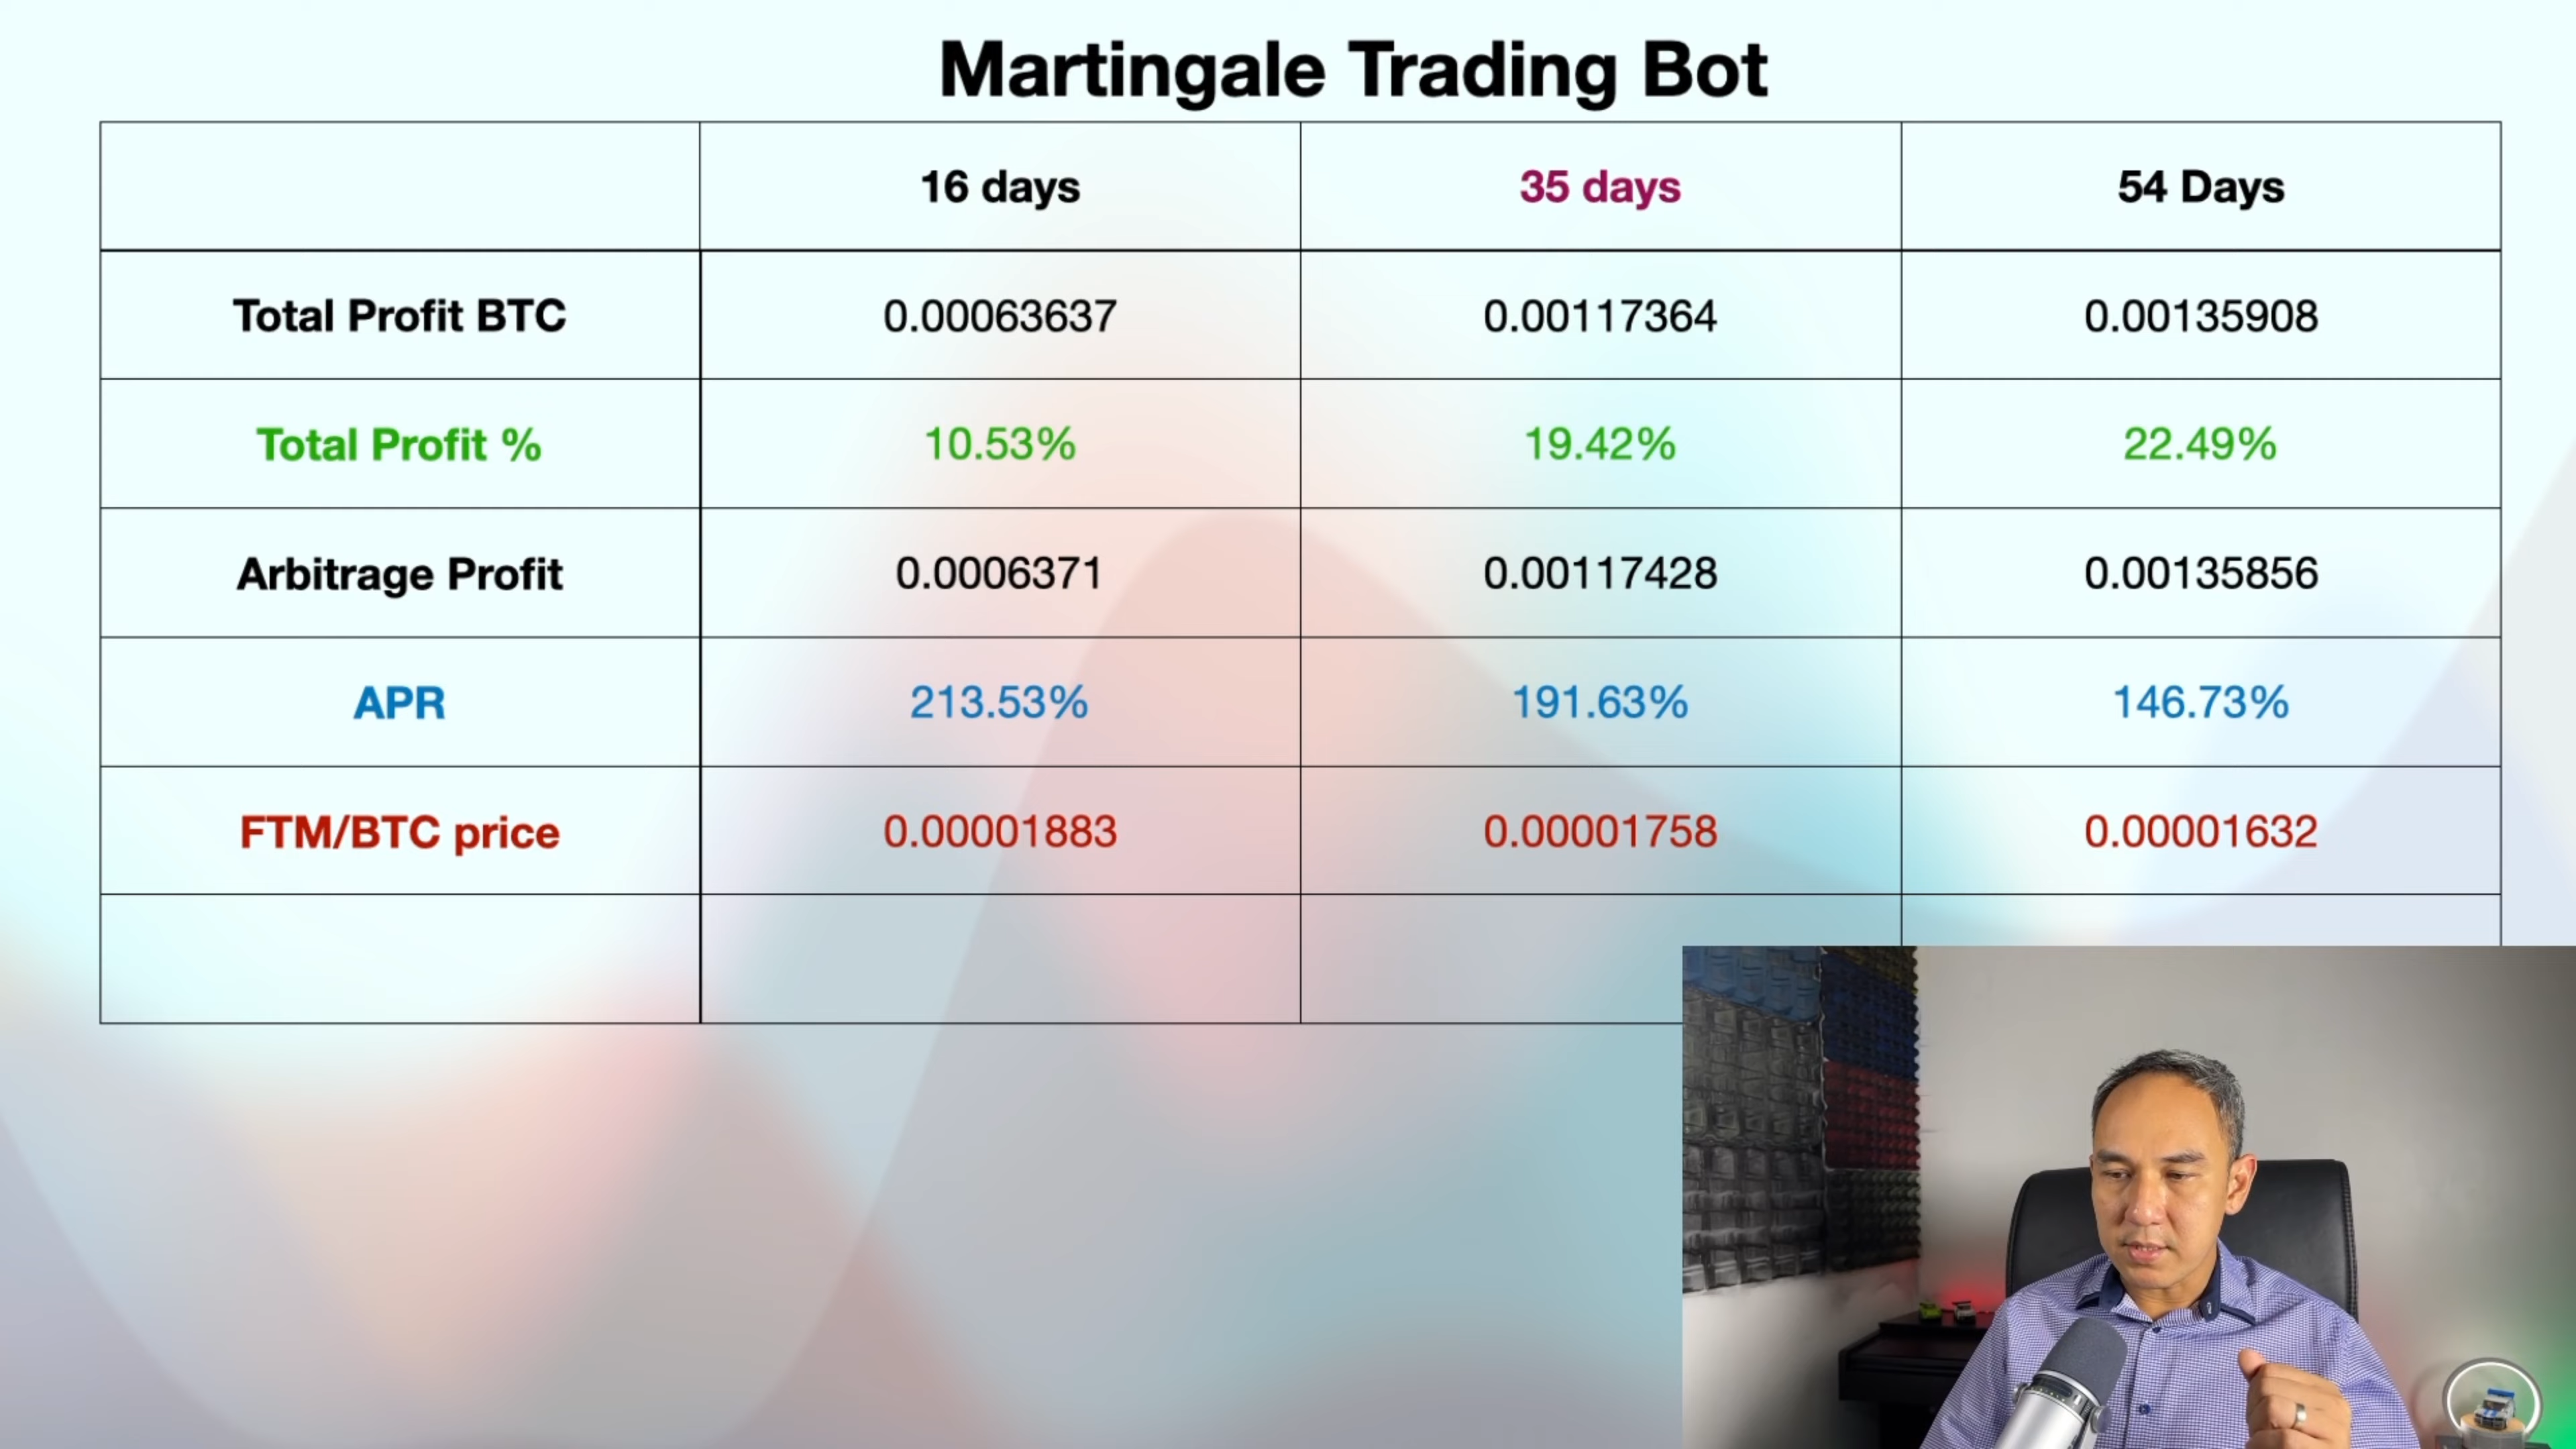 Martingale Trading Bot
16 days 35 days 54 Days
Total Profit BTC 0.00063637 0.00117364 0.00135908
Total Profit % 10.53% 19.42% 22.49%
Arbitrage Profit 0.0006371 0.00117428 0.00135856
APR 213.53% 191.63% 146.73%
FTM/BTC price 0.00001883 0.00001758 0.00001632